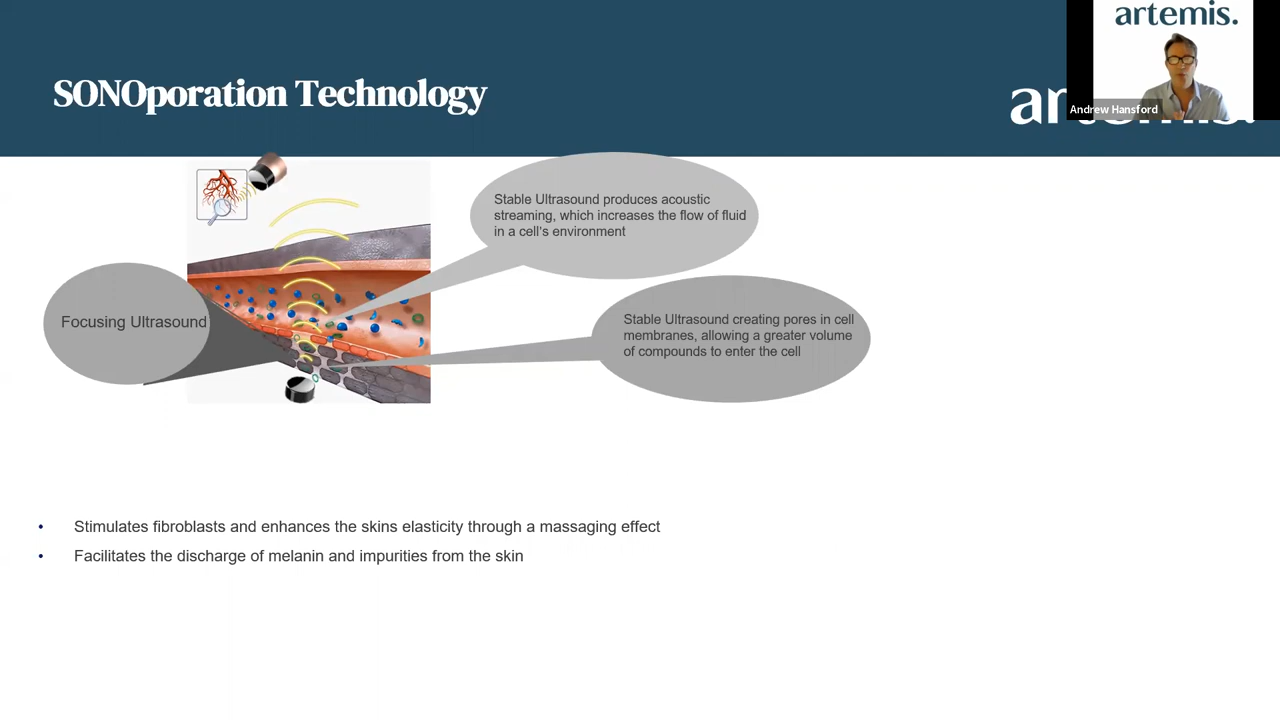 artemis.
SONOporation Technology
Andrew Hansford
Stable Ultrasound produces acoustic
streaming, which increases the flow of fluid
in a cell's environment
Focusing Ultrasound
Stable Ultrasound creating pores in cell
membranes, allowing a greater volume
of compounds to enter the cell
• Stimulates fibroblasts and enhances the skins elasticity through a massaging effect
• Facilitates the discharge of melanin and impurities from the skin